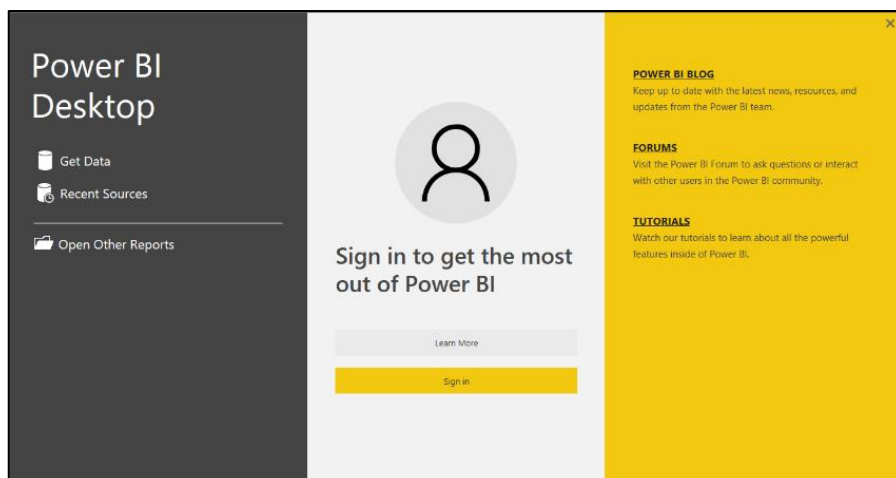 Power BI
Desktop
Get Data
Recent Sources
Open Other Reports
Sign in to get the most
out of Power BI
Learn More
Sign in
POWER BI BLOG
Keep up to date with the latest news, resources, and
updates from the Power BI team.
FORUMS
Visit the Power BI Forum to ask questions or interact
with other users in the Power BI community.
TUTORIALS
Watch our tutorials to learn about all the powerful
features inside of Power BI.